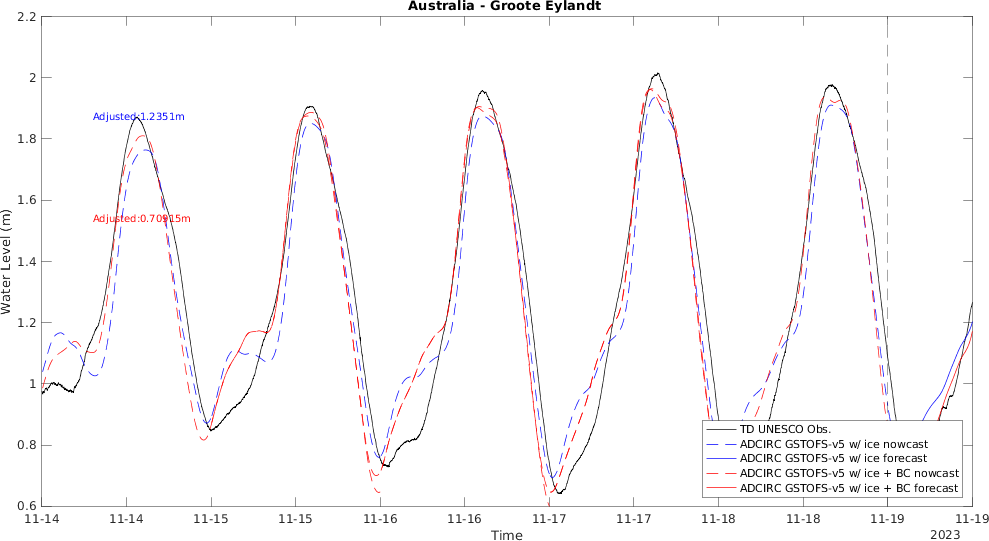 Australia - Groote Eylandt
2.2
2
1.8
1.6
1.4
1.2
1
0.8
0.6
Water Level (m)
Adjusted:1.2351m
Adjusted:0.70915m
TD UNESCO Obs.
ADCIRC GSTOFS-v5 w/ ice nowcast
ADCIRC GSTOFS-v5 w/ ice forecast
ADCIRC GSTOFS-v5 w/ ice + BC nowcast
ADCIRC GSTOFS-v5 w/ ice + BC forecast
11-14 11-14 11-15 11-15 11-16 11-16 11-17 11-17 11-18 11-18 11-19 11-19
Time
2023